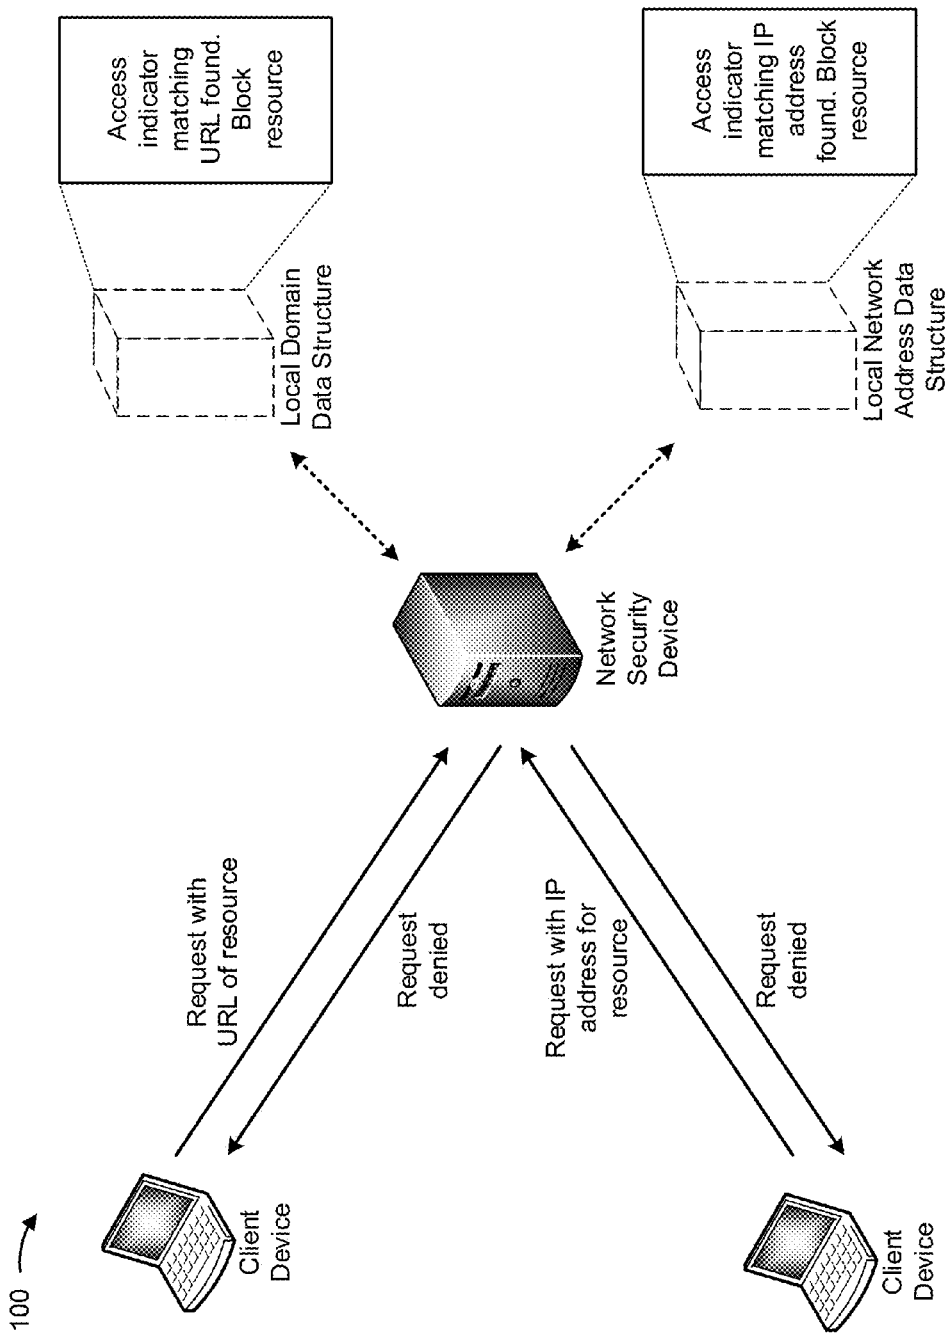 100
Client
Device
Request with
URL of resource
Request
denied
Request with IP
address for
resource
Request
denied
Client
Device
Network
Security
Device
Local Domain
Data Structure
Access
indicator
matching
URL found.
Block
resource
Local Network
Address Data
Structure
Access
indicator
matching IP
address
found. Block
resource